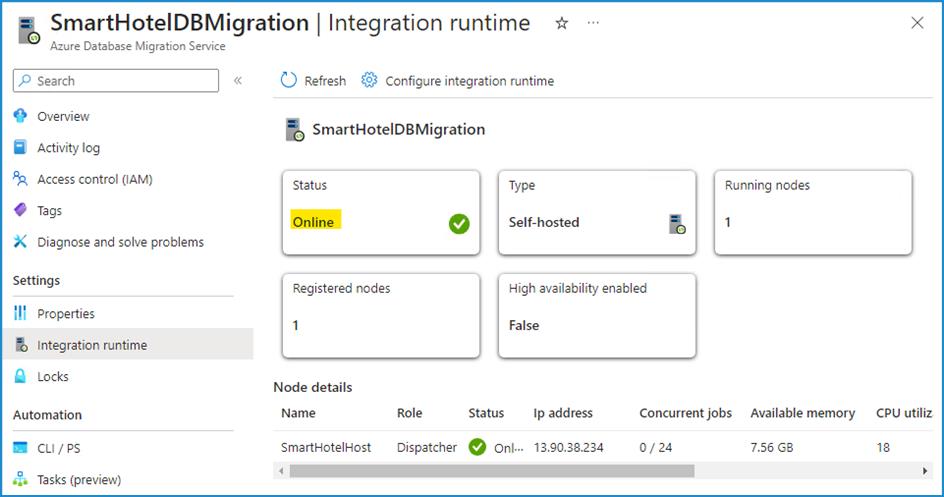 SmartHotelDBMigration | Integration runtime
Azure Database Migration Service
Search
Overview
Activity log
Access control (IAM)
Tags
Diagnose and solve problems
Settings
Properties
Integration runtime
Locks
Automation
CLI / PS
Tasks (preview)
Refresh Configure integration runtime
SmartHotelDBMigration
Status
Online
Type
Self-hosted
Running nodes
1
Registered nodes
1
High availability enabled
False
Node details
Name Role Status Ip address Concurrent jobs Available memory CPU utiliz
SmartHotelHost Dispatcher Onl... 13.90.38.234 0 / 24 7.56 GB 18